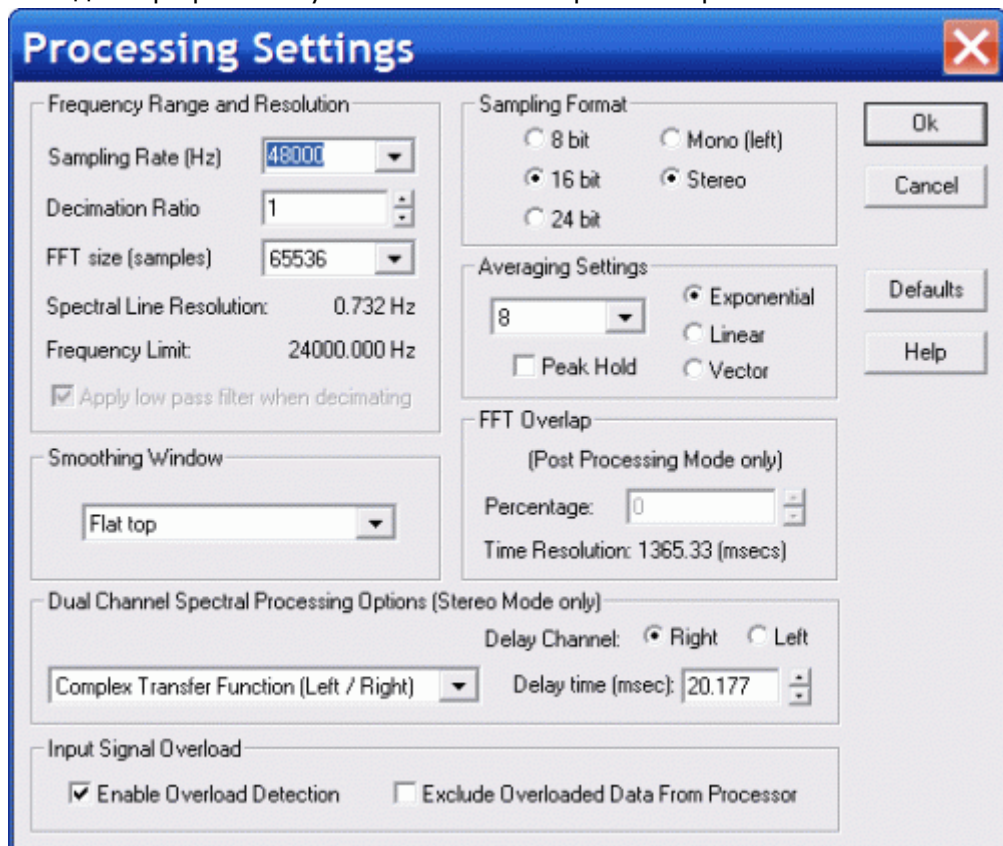 Processing Settings
Frequency Range and Resolution
Sampling Rate (Hz) 48000
Decimation Ratio 1
FFT size (samples) 65536
Spectral Line Resolution: 0.732 Hz
Frequency Limit: 24000.000 Hz
Apply low pass filter when decimating
Smoothing Window
Flat top
Sampling Format
8 bit Mono (left)
16 bit Stereo
24 bit
Averaging Settings
8 Exponential
Linear
Peak Hold Vector
FFT Overlap
(Post Processing Mode only)
Percentage: 0
Time Resolution: 1365.33 (msecs)
Dual Channel Spectral Processing Options (Stereo Mode only)
Delay Channel: Right Left
Complex Transfer Function (Left / Right) Delay time (msec): 20.177
Input Signal Overload
Enable Overload Detection Exclude Overloaded Data From Processor
Ok
Cancel
Defaults
Help